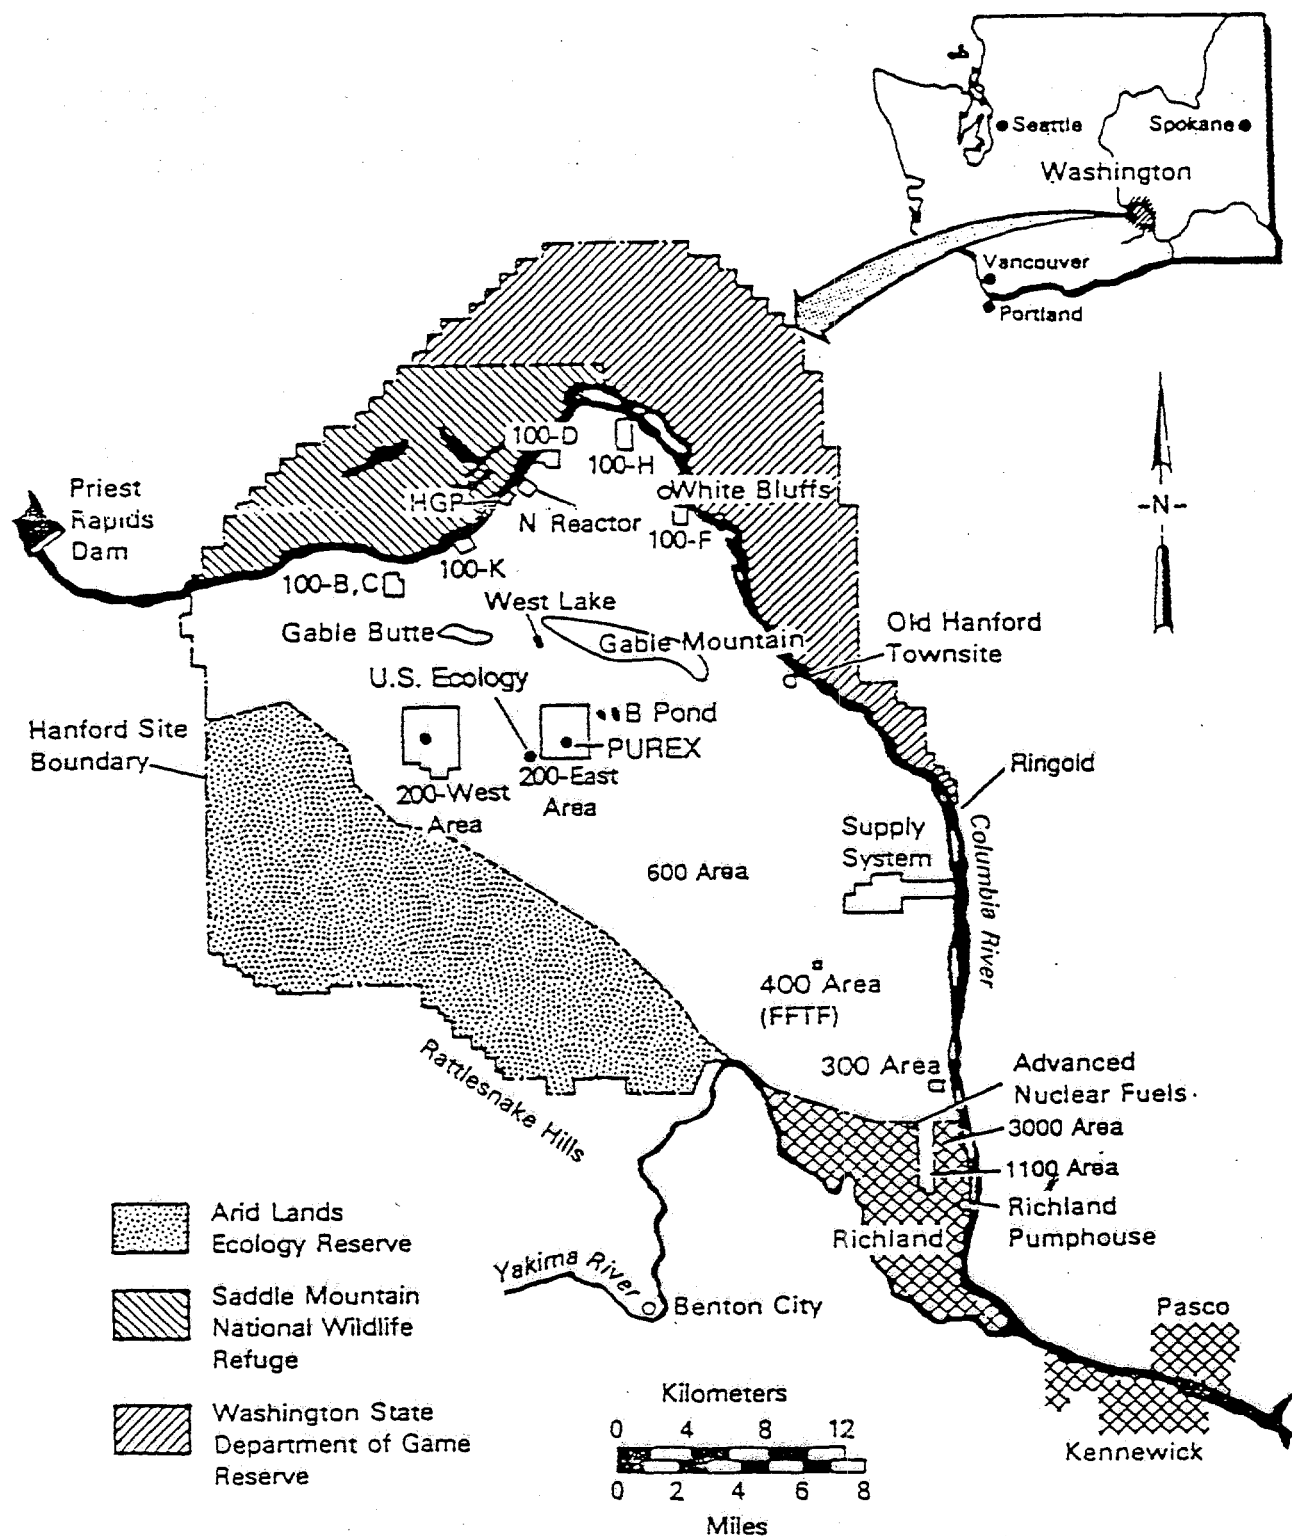 Seattle
Spokane
Washington
Vancouver
Portland
-N-
Priest
Rapids
Dam
100-D
100-H
HGP
N Reactor
White Bluffs
100-F
100-K
100-B,C
West Lake
Gable Butte
Gable Mountain
Old Hanford
Townsite
U.S. Ecology
B Pond
PUREX
Hanford Site
Boundary
200-West
Area
200-East
Area
Ringold
Columbia River
Supply
System
600 Area
400 Area
(FFTF)
300 Area
Advanced
Nuclear Fuels
3000 Area
1100 Area
Richland
Pumphouse
Richland
Rattlesnake Hills
Yakima River
Benton City
Pasco
Kennewick
Arid Lands
Ecology Reserve
Saddle Mountain
National Wildlife
Refuge
Washington State
Department of Game
Reserve
Kilometers
0 4 8 12
0 2 4 6 8
Miles